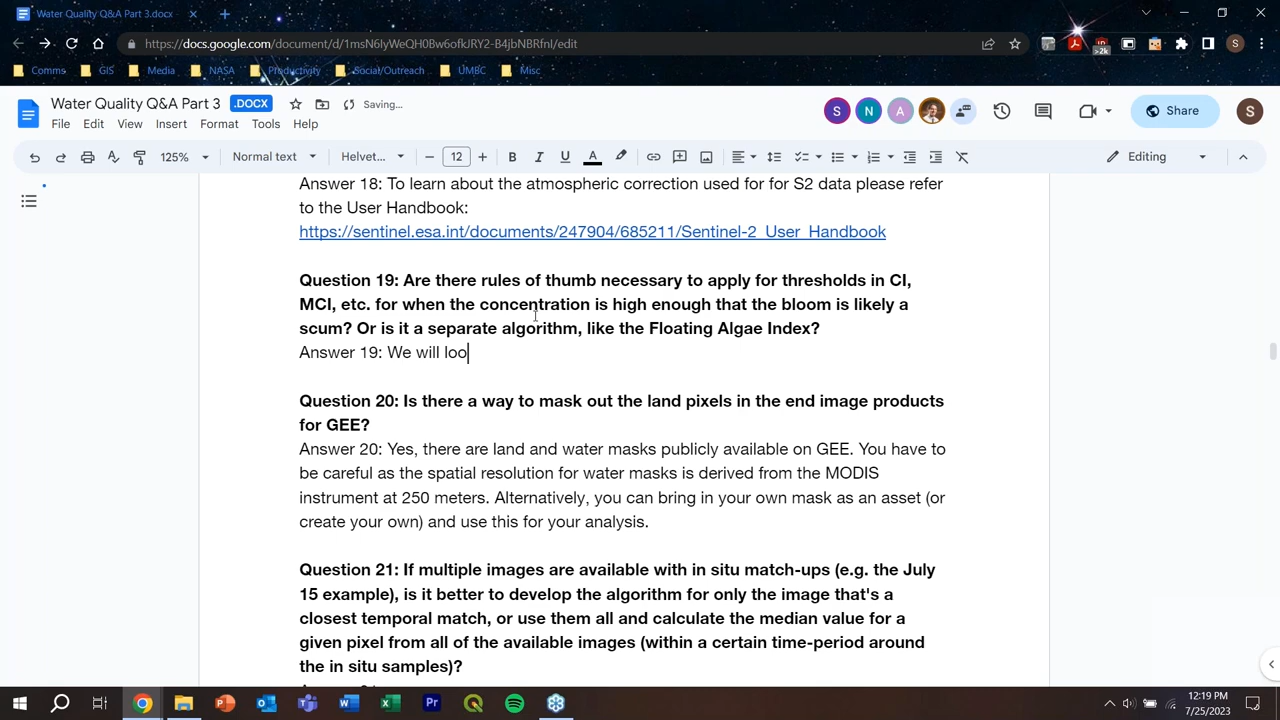 Water Quality Q&A Part 3.docx
https://docs.google.com/document/d/1msN6lyWeQH0Bw6ofkJRY2-B4jbNBRfnI/edit
>2k
S
Comms GIS Media NASA Productivity Social/Outreach UMBC Misc
Water Quality Q&A Part 3 .DOCX Saving...
S N A Share S
File Edit View Insert Format Tools Help
125% Normal text Helvet... 12 B I U A Editing
Answer 18: To learn about the atmospheric correction used for for S2 data please refer
to the User Handbook:
https://sentinel.esa.int/documents/247904/685211/Sentinel-2_User_Handbook
Question 19: Are there rules of thumb necessary to apply for thresholds in CI,
MCI, etc. for when the concentration is high enough that the bloom is likely a
scum? Or is it a separate algorithm, like the Floating Algae Index?
Answer 19: We will loo
Question 20: Is there a way to mask out the land pixels in the end image products
for GEE?
Answer 20: Yes, there are land and water masks publicly available on GEE. You have to
be careful as the spatial resolution for water masks is derived from the MODIS
instrument at 250 meters. Alternatively, you can bring in your own mask as an asset (or
create your own) and use this for your analysis.
Question 21: If multiple images are available with in situ match-ups (e.g. the July
15 example), is it better to develop the algorithm for only the image that's a
closest temporal match, or use them all and calculate the median value for a
given pixel from all of the available images (within a certain time-period around
the in situ samples)?
12:19 PM
7/25/2023